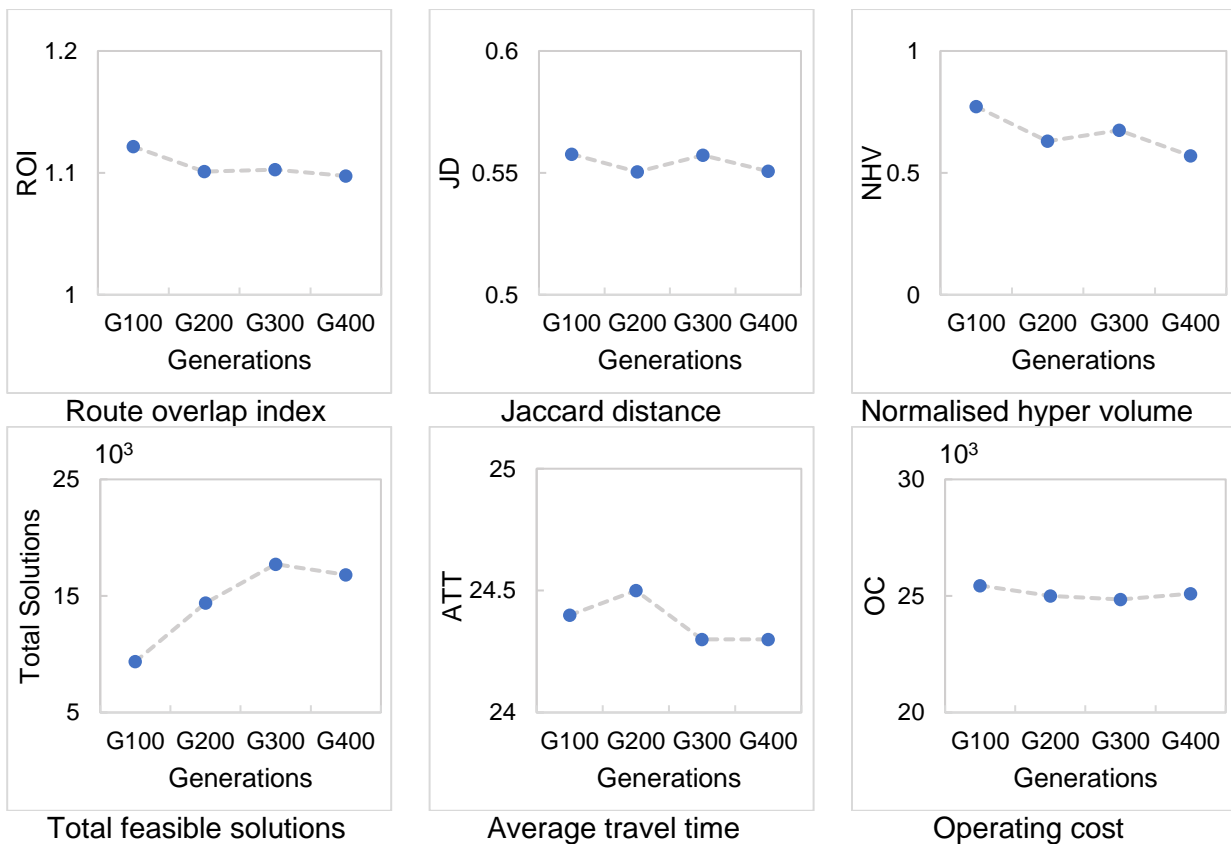 1.2
1.1
1
ROI
G100 G200 G300 G400
Generations
Route overlap index
0.6
0.55
0.5
JD
G100 G200 G300 G400
Generations
Jaccard distance
1
0.5
0
NHV
G100 G200 G300 G400
Generations
Normalised hyper volume
10³
25
15
5
Total Solutions
G100 G200 G300 G400
Generations
Total feasible solutions
25
24.5
24
ATT
G100 G200 G300 G400
Generations
Average travel time
10³
30
25
20
OC
G100 G200 G300 G400
Generations
Operating cost